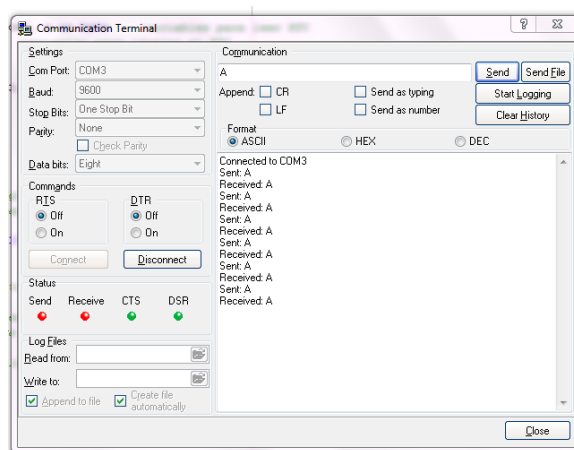 Communication Terminal
Settings
Com Port: COM3
Baud: 9600
Stop Bits: One Stop Bit
Parity: None
Check Parity
Data bits: Eight
Commands
RTS
Off
On
DTR
Off
On
Connect
Disconnect
Status
Send Receive CTS DSR
Log Files
Read from:
Write to:
Append to file
Create file
automatically
Communication
A
Send
Send File
Append:
CR
LF
Send as typing
Send as number
Start Logging
Clear History
Format
ASCII
HEX
DEC
Connected to COM3
Sent: A
Received: A
Sent: A
Received: A
Sent: A
Received: A
Sent: A
Received: A
Sent: A
Received: A
Sent: A
Received: A
Close